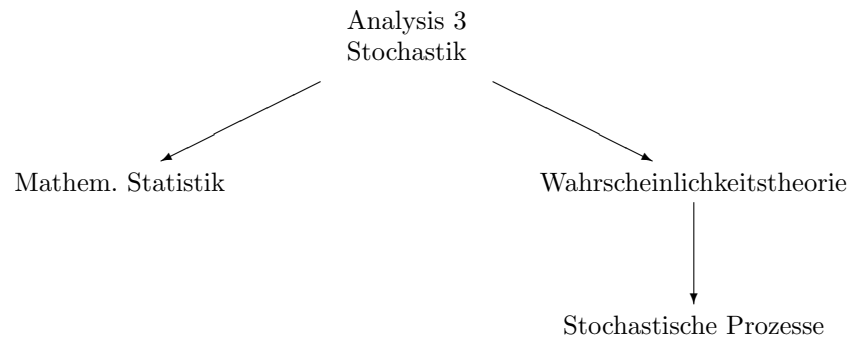 Analysis 3
Stochastik
Mathem. Statistik
Wahrscheinlichkeitstheorie
Stochastische Prozesse